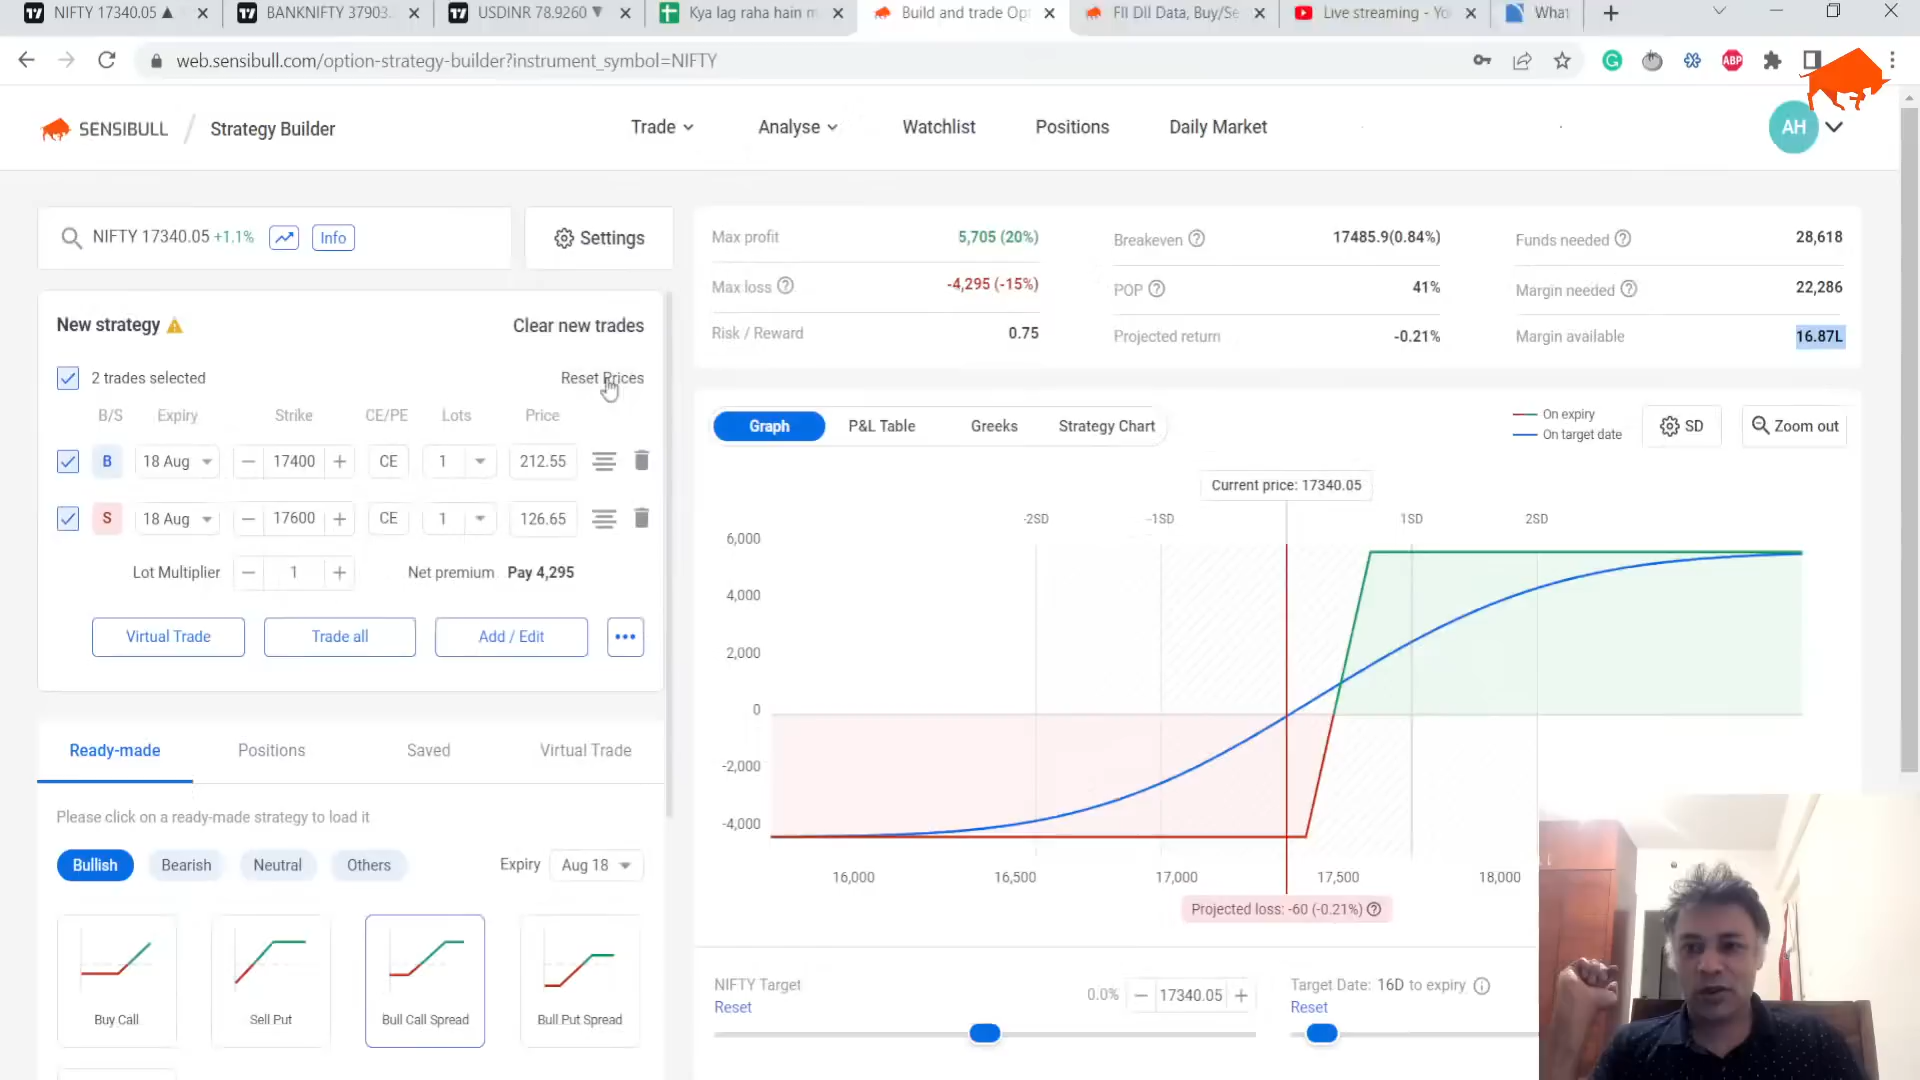 NIFTY 17340.05 ▲
BANKNIFTY 37903.
USDINR 78.9260 ▼
Kya lag raha hain m
Build and trade Opt
FII DII Data, Buy/Se
Live streaming - Yo
What
web.sensibull.com/option-strategy-builder?instrument_symbol=NIFTY
ABP
SENSIBULL / Strategy Builder
Trade
Analyse
Watchlist
Positions
Daily Market
AH
NIFTY 17340.05 +1.1%
Info
Settings
New strategy
Clear new trades
2 trades selected
Reset Prices
B/S Expiry Strike CE/PE Lots Price
B 18 Aug − 17400 + CE 1 212.55
S 18 Aug − 17600 + CE 1 126.65
Lot Multiplier − 1 + Net premium Pay 4,295
Virtual Trade
Trade all
Add / Edit
•••
Ready-made
Positions
Saved
Virtual Trade
Please click on a ready-made strategy to load it
Bullish
Bearish
Neutral
Others
Expiry Aug 18
Buy Call
Sell Put
Bull Call Spread
Bull Put Spread
Max profit 5,705 (20%)
Max loss -4,295 (-15%)
Risk / Reward 0.75
Breakeven 17485.9(0.84%)
POP 41%
Projected return -0.21%
Funds needed 28,618
Margin needed 22,286
Margin available 16.87L
Graph
P&L Table
Greeks
Strategy Chart
On expiry
On target date
SD
Zoom out
Current price: 17340.05
-2SD
-1SD
1SD
2SD
6,000
4,000
2,000
0
-2,000
-4,000
16,000
16,500
17,000
17,500
18,000
Projected loss: -60 (-0.21%)
NIFTY Target
Reset
0.0% − 17340.05 +
Target Date: 16D to expiry
Reset